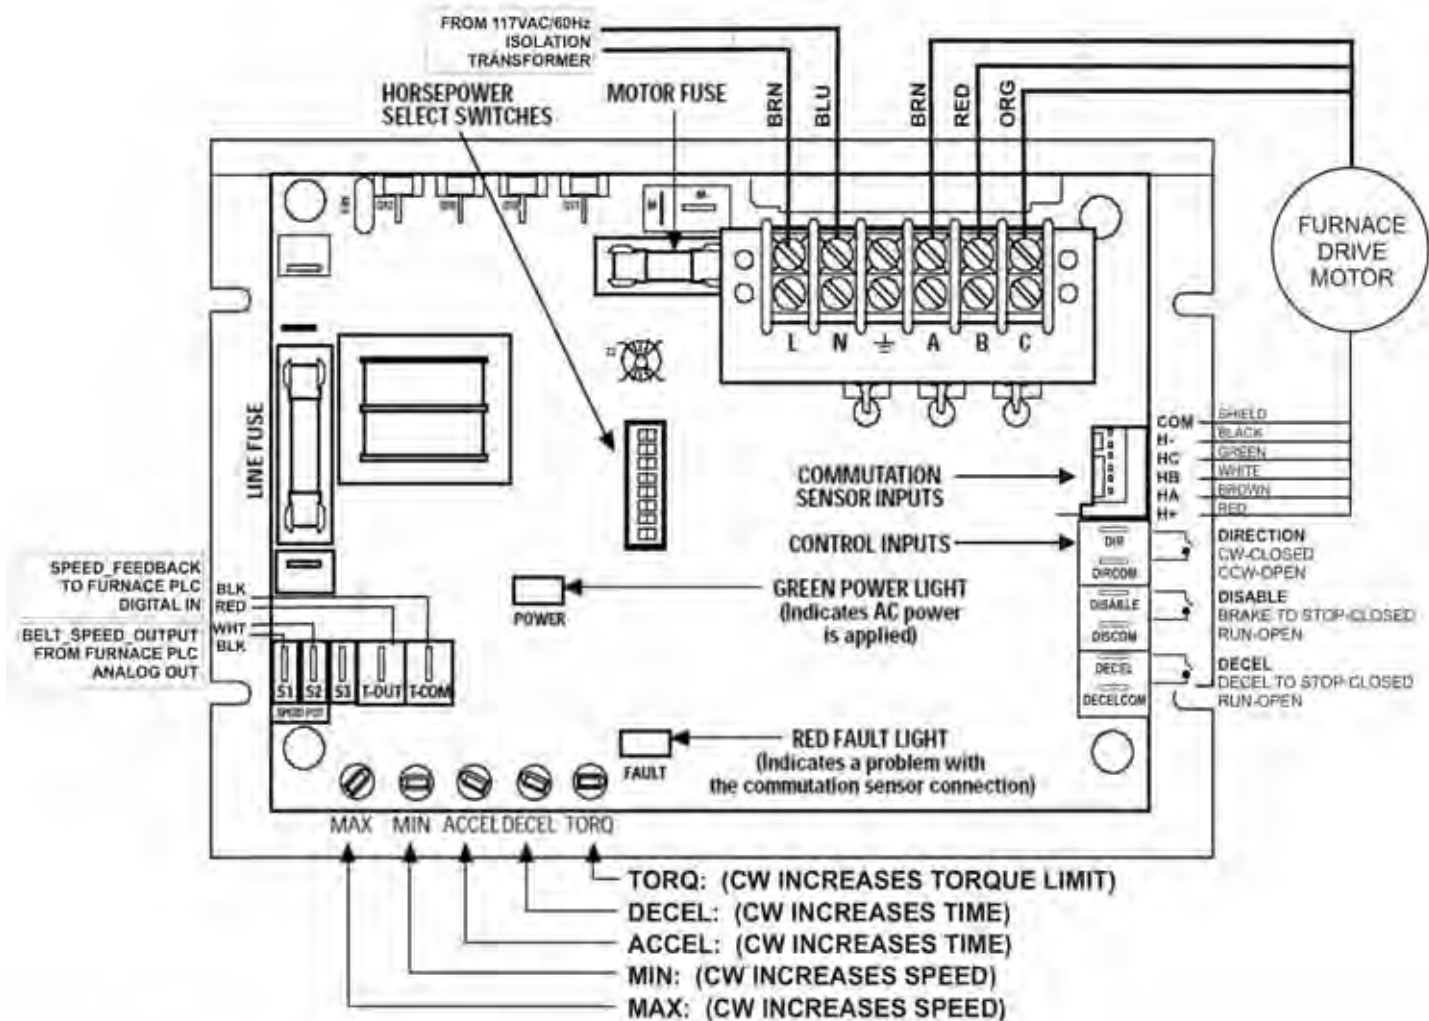 FROM 117VAC/60Hz
ISOLATION
TRANSFORMER
HORSEPOWER
SELECT SWITCHES
MOTOR FUSE
BRN
BLU
BRN
RED
ORG
FURNACE
DRIVE
MOTOR
L N A B C
LINE FUSE
COMMUTATION
SENSOR INPUTS
COM SHIELD
H- BLACK
HC GREEN
HB WHITE
HA BROWN
H+ RED
CONTROL INPUTS
DIR
DIRCOM
DISABLE
DISCOM
DECEL
DECELCOM
DIRECTION
CW-CLOSED
CCW-OPEN
DISABLE
BRAKE TO STOP-CLOSED
RUN-OPEN
DECEL
DECEL TO STOP-CLOSED
RUN-OPEN
GREEN POWER LIGHT
(Indicates AC power
is applied)
POWER
SPEED_FEEDBACK
TO FURNACE PLC
DIGITAL IN
BLK
RED
BELT_SPEED_OUTPUT
FROM FURNACE PLC
ANALOG OUT
WHT
BLK
S1 S2 S3 T-OUT T-COM
SPEED POT
RED FAULT LIGHT
(Indicates a problem with
the commutation sensor connection)
FAULT
MAX MIN ACCEL DECEL TORQ
TORQ: (CW INCREASES TORQUE LIMIT)
DECEL: (CW INCREASES TIME)
ACCEL: (CW INCREASES TIME)
MIN: (CW INCREASES SPEED)
MAX: (CW INCREASES SPEED)